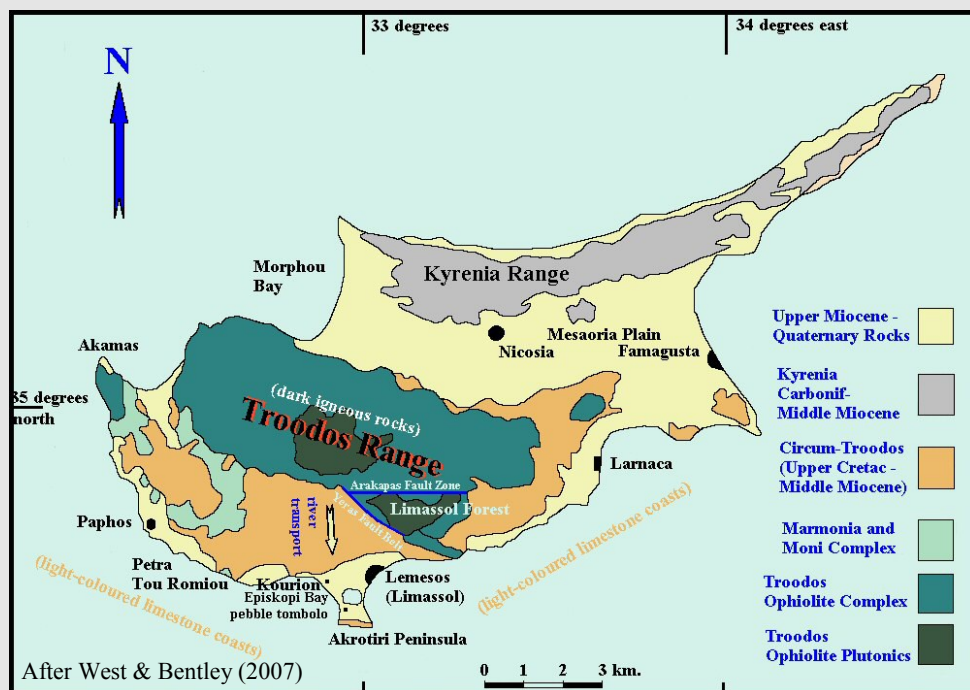 33 degrees
34 degrees east
N
Morphou
Bay
Kyrenia Range
Akamas
Nicosia
Mesaoria Plain
Famagusta
35 degrees
north
(dark igneous rocks)
Troodos Range
Larnaca
Arakapas Fault Zone
Limassol Forest
Yeras Fault Belt
river
transport
Paphos
Petra
Tou Romiou
Kourion
Episkopi Bay
pebble tombolo
Lemesos
(Limassol)
Akrotiri Peninsula
(light-coloured limestone coasts)
(light-coloured limestone coasts)
Upper Miocene -
Quaternary Rocks
Kyrenia
Carbonif-
Middle Miocene
Circum-Troodos
(Upper Cretac -
Middle Miocene)
Marmonia and
Moni Complex
Troodos
Ophiolite Complex
Troodos
Ophiolite Plutonics
After West & Bentley (2007)
0 1 2 3 km.